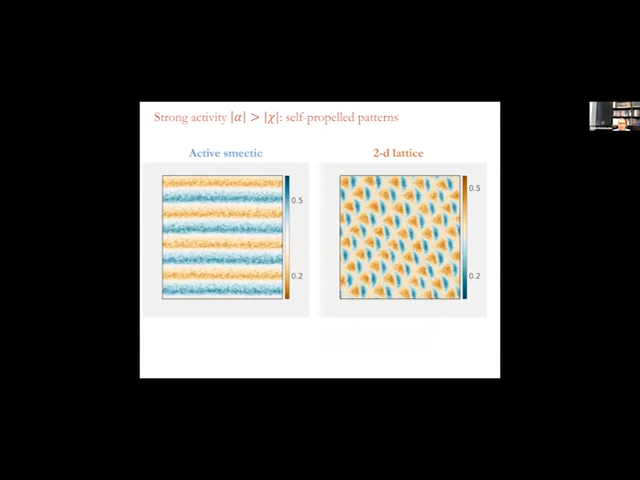 Strong activity |α| > |χ|: self-propelled patterns
Active smectic
2-d lattice
0.5
0.2
0.5
0.2